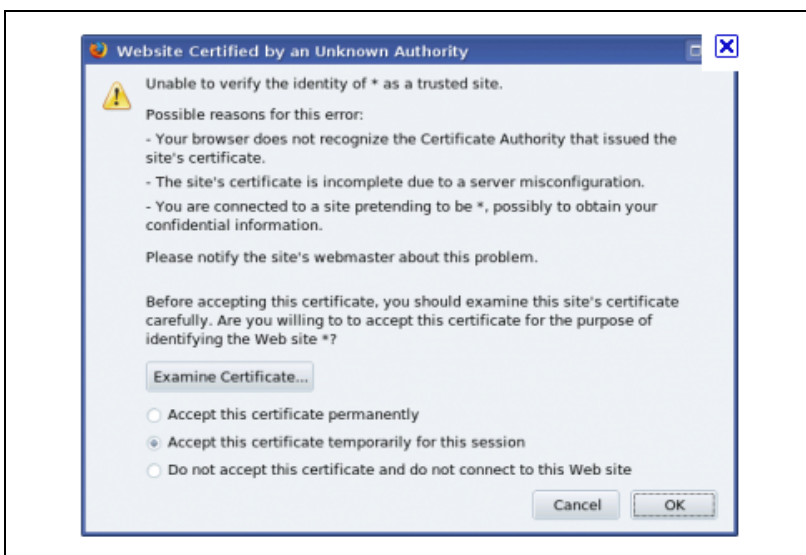 Website Certified by an Unknown Authority
Unable to verify the identity of * as a trusted site.
Possible reasons for this error:
- Your browser does not recognize the Certificate Authority that issued the
site's certificate.
- The site's certificate is incomplete due to a server misconfiguration.
- You are connected to a site pretending to be *, possibly to obtain your
confidential information.
Please notify the site's webmaster about this problem.
Before accepting this certificate, you should examine this site's certificate
carefully. Are you willing to to accept this certificate for the purpose of
identifying the Web site *?
Examine Certificate...
Accept this certificate permanently
Accept this certificate temporarily for this session
Do not accept this certificate and do not connect to this Web site
Cancel OK